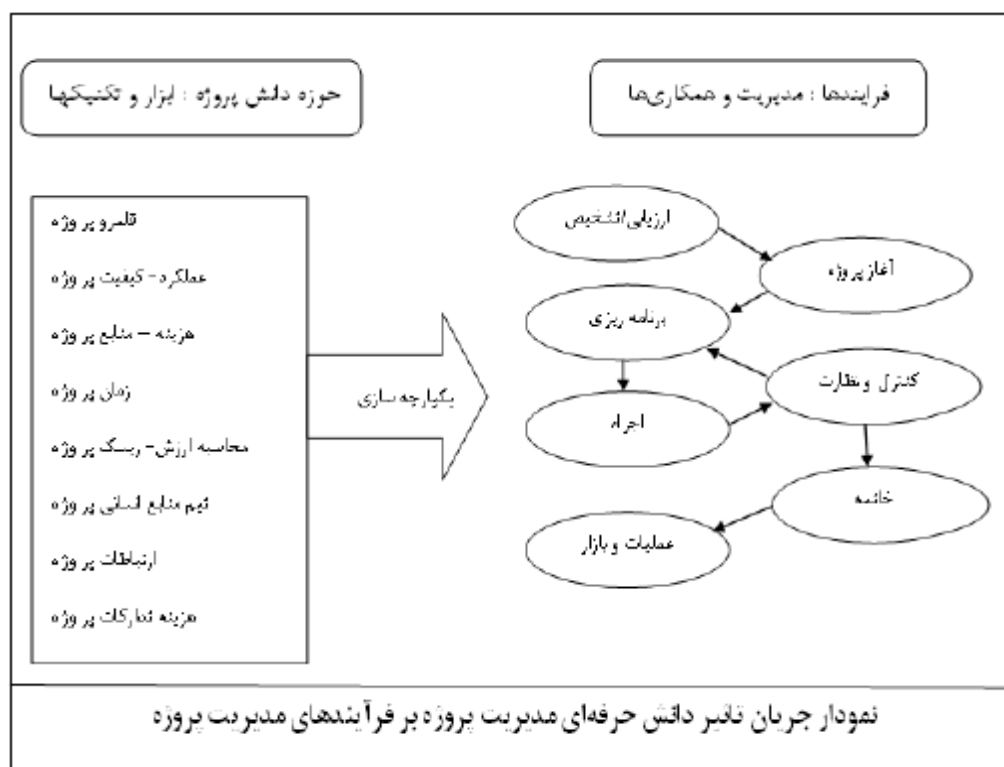 فرایندها : مدیریت و همکاری‌ها
حوزه دانش پروژه : ابزار و تکنیکها
ارزیابی/تشخیص
آغاز پروژه
برنامه ریزی
کنترل و نظارت
اجراء
خاتمه
عملیات و بازار
یکپارچه سازی
قلمرو پروژه
عملکرد- کیفیت پروژه
هزینه – منابع پروژه
زمان پروژه
محاسبه ارزش- ریسک پروژه
تیم منابع انسانی پروژه
ارتباطات پروژه
هزینه تدارکات پروژه
نمودار جریان تاثیر دانش حرفه‌ای مدیریت پروژه بر فرآیندهای مدیریت پروژه